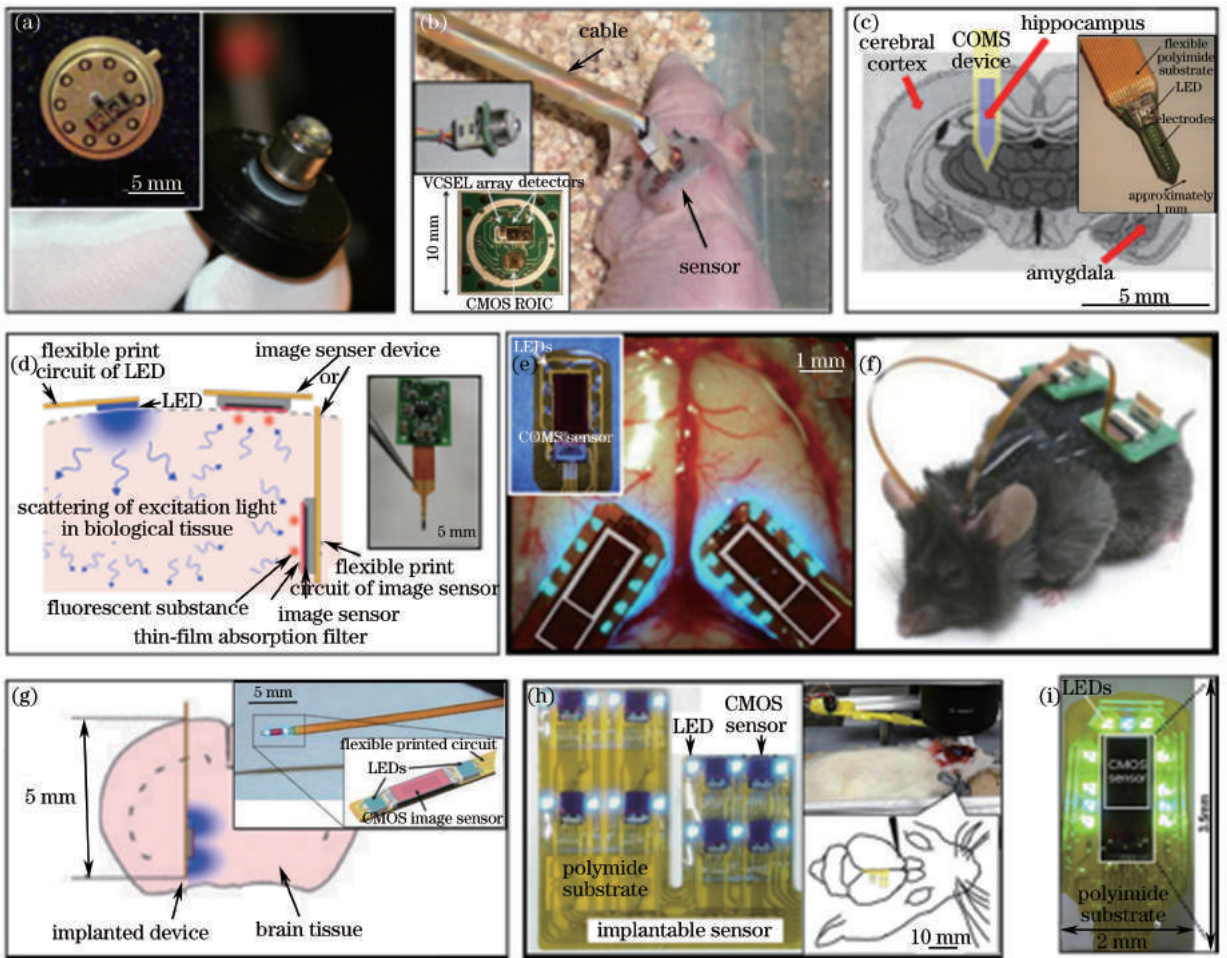 (a)
5 mm
(b)
cable
VCSEL array detectors
10 mm
CMOS ROIC
sensor
(c)
hippocampus
cerebral
cortex
COMS
device
flexible
polyimide
substrate
LED
electrodes
approximately
1 mm
amygdala
5 mm
(d)
flexible print
circuit of LED
image senser device
or
LED
scattering of excitation light
in biological tissue
5 mm
flexible print
circuit of image sensor
fluorescent substance
image sensor
thin-film absorption filter
(e)
LEDs
COMS sensor
1 mm
(f)
(g)
5 mm
5 mm
flexible printed circuit
LEDs
CMOS image sensor
implanted device
brain tissue
(h)
LED
CMOS
sensor
polymide
substrate
implantable sensor
10 mm
(i)
LEDs
CMOS
sensor
3.5mm
polyimide
substrate
2 mm